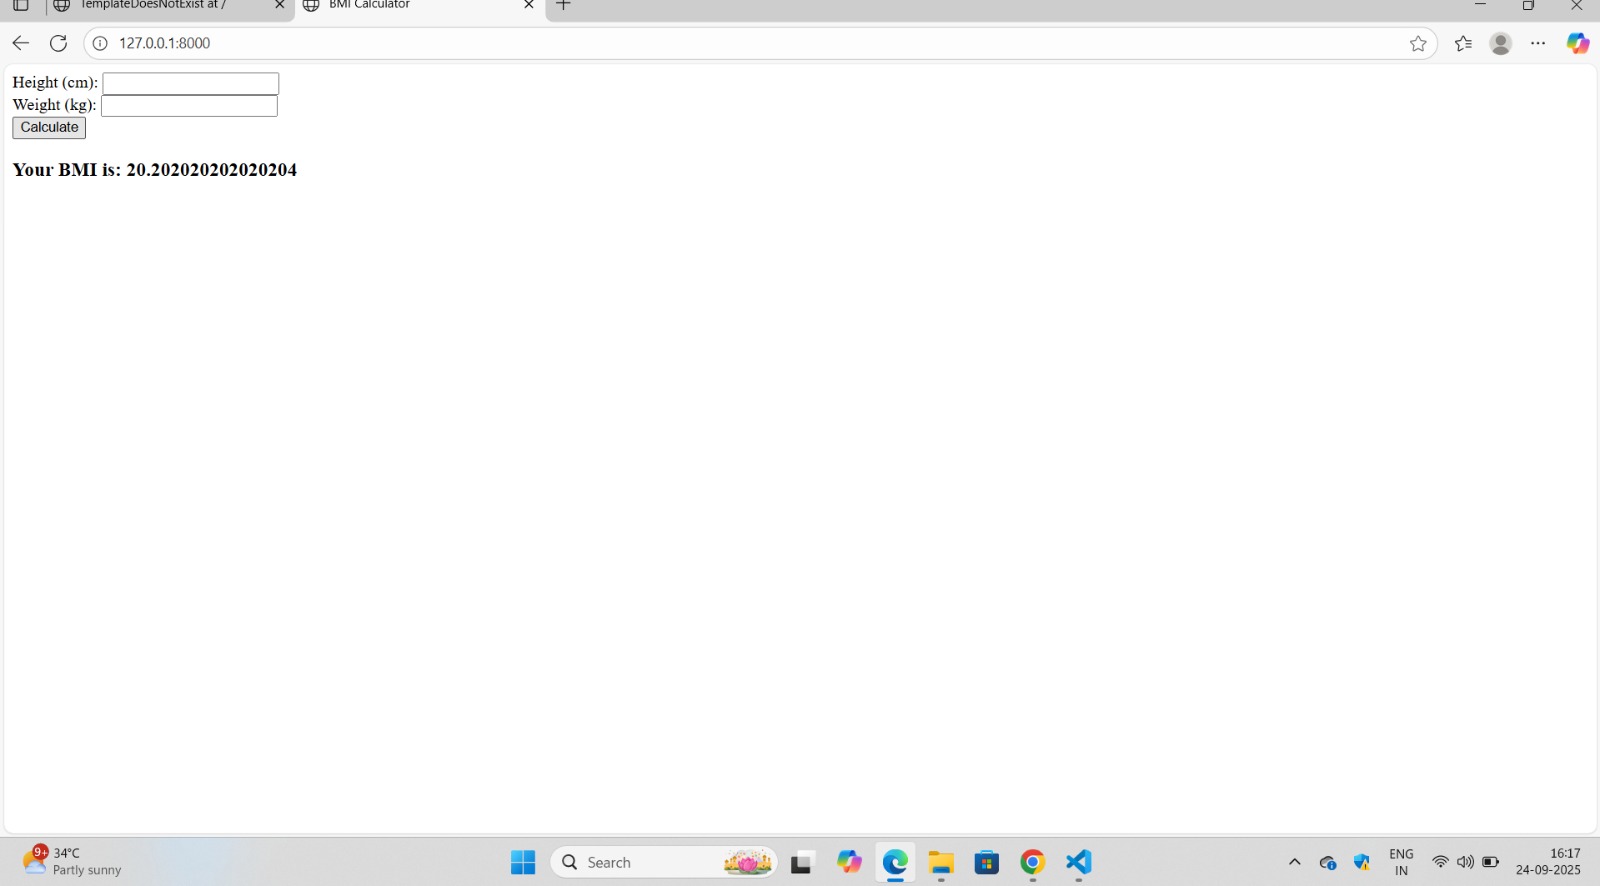 TemplateDoesNotExist at /
BMI Calculator
127.0.0.1:8000
Height (cm):
Weight (kg):
Calculate
Your BMI is: 20.202020202020204
9+
34°C
Partly sunny
Search
ENG
IN
16:17
24-09-2025